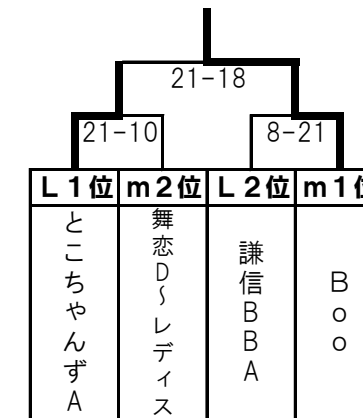 21-18
21-10
8-21
L1位
m2位
L2位
m1位
とこちゃんずA
舞恋D~レディス
謙信BBA
Boo